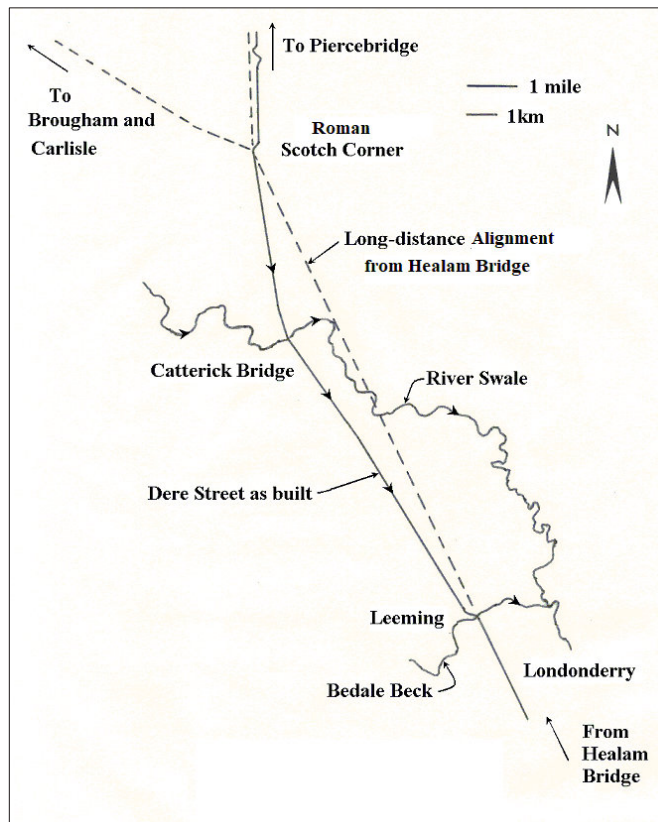 To Piercebridge
1 mile
1km
To
Brougham and
Carlisle
Roman
Scotch Corner
N
Long-distance Alignment
from Healam Bridge
Catterick Bridge
River Swale
Dere Street as built
Leeming
Londonderry
Bedale Beck
From
Healam
Bridge